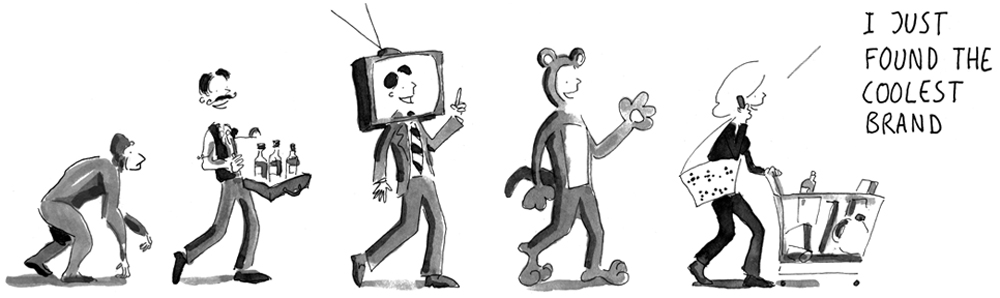 I JUST
FOUND THE
COOLEST
BRAND